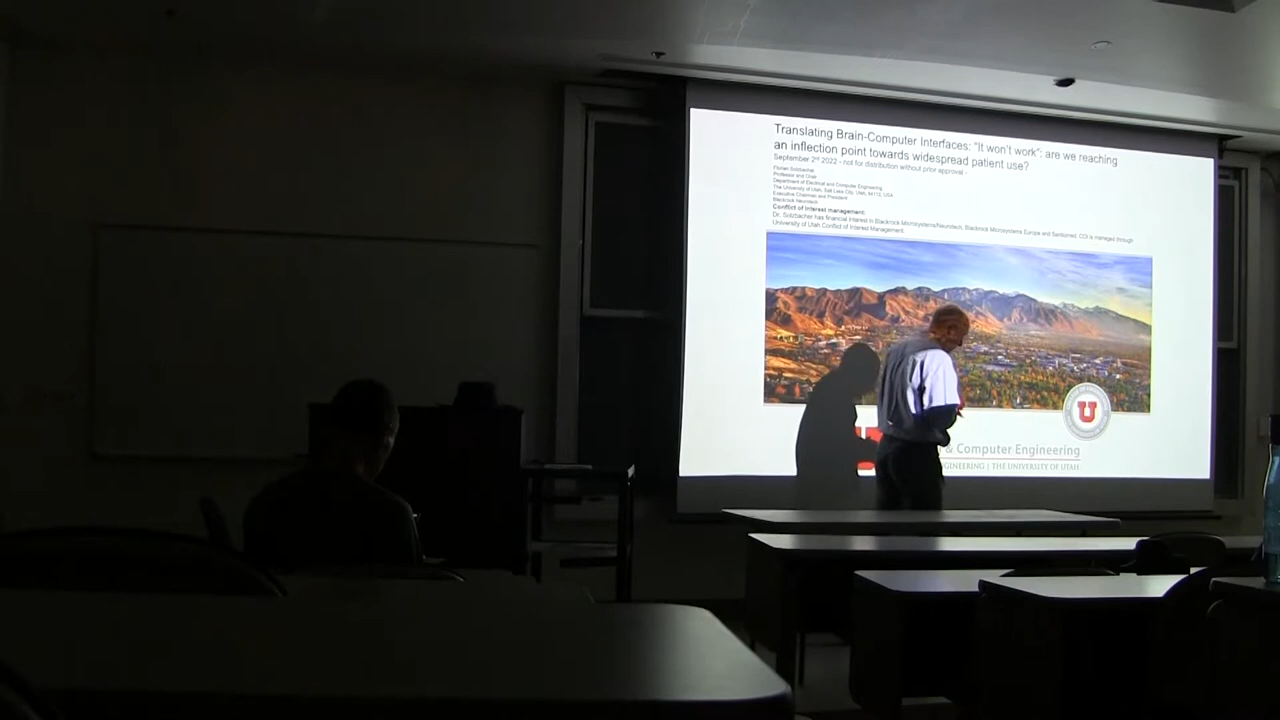 Translating Brain-Computer Interfaces: "It won't work": are we reaching
an inflection point towards widespread patient use?
September 2nd 2022 - not for distribution without prior approval -
Florian Solzbacher
Professor and Chair
Department of Electrical and Computer Engineering
The University of Utah, Salt Lake City, Utah, 84112, USA
Executive Chairman and President
Blackrock Neurotech
Conflict of Interest management:
Dr. Solzbacher has financial interest in Blackrock Microsystems/Neurotech, Blackrock Microsystems Europe and Sentiomed. COI is managed through
University of Utah Conflict of Interest Management.
U
& Computer Engineering
NGINEERING | THE UNIVERSITY OF UTAH